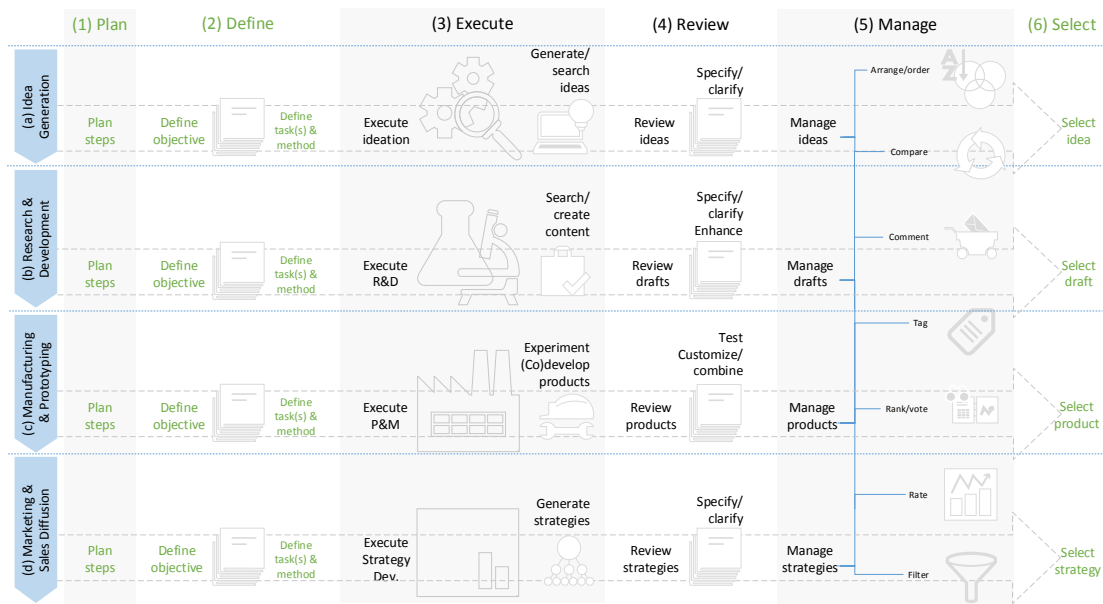 (1) Plan
(2) Define
(3) Execute
(4) Review
(5) Manage
(6) Select
(a) Idea
Generation
Plan
steps
Define
objective
Define
task(s) &
method
Execute
ideation
Generate/
search
ideas
Review
ideas
Specify/
clarify
Manage
ideas
Arrange/order
A
Z
Compare
Select
idea
(b) Research &
Development
Plan
steps
Define
objective
Define
task(s) &
method
Execute
R&D
Search/
create
content
Review
drafts
Specify/
clarify
Enhance
Manage
drafts
Comment
Select
draft
(c) Manufacturing
& Prototyping
Plan
steps
Define
objective
Define
task(s) &
method
Execute
P&M
Experiment
(Co)develop
products
Review
products
Test
Customize/
combine
Manage
products
Tag
Rank/vote
Select
product
(d) Marketing &
Sales Diffusion
Plan
steps
Define
objective
Define
task(s) &
method
Execute
Strategy
Dev.
Generate
strategies
Review
strategies
Specify/
clarify
Manage
strategies
Rate
Filter
Select
strategy